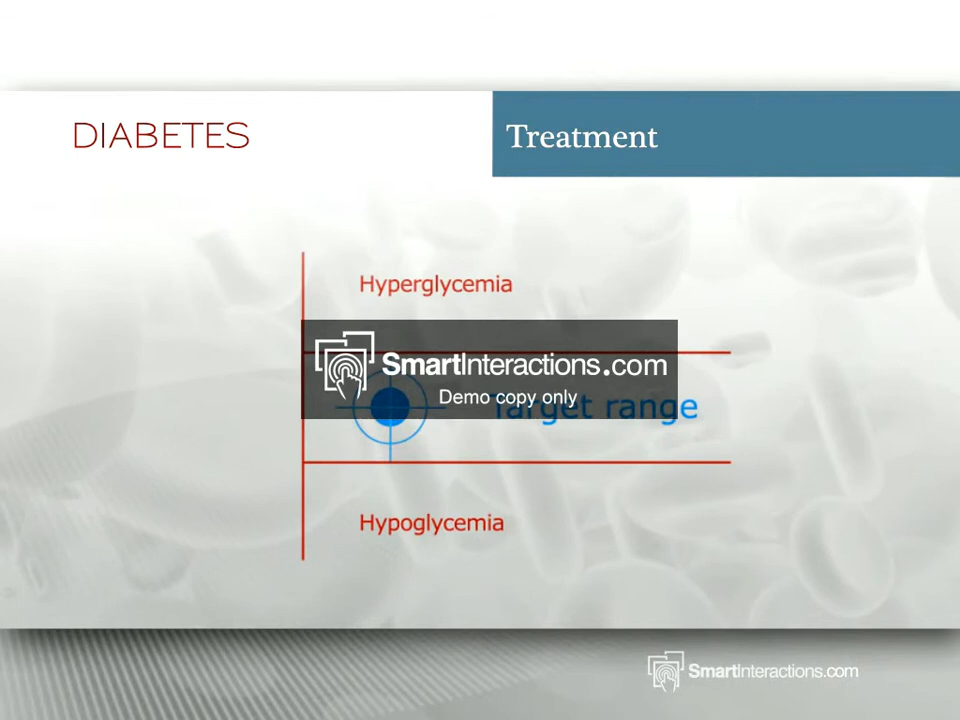 DIABETES
Treatment
Hyperglycemia
SmartInteractions.com
Demo copy only
Target range
Hypoglycemia
SmartInteractions.com